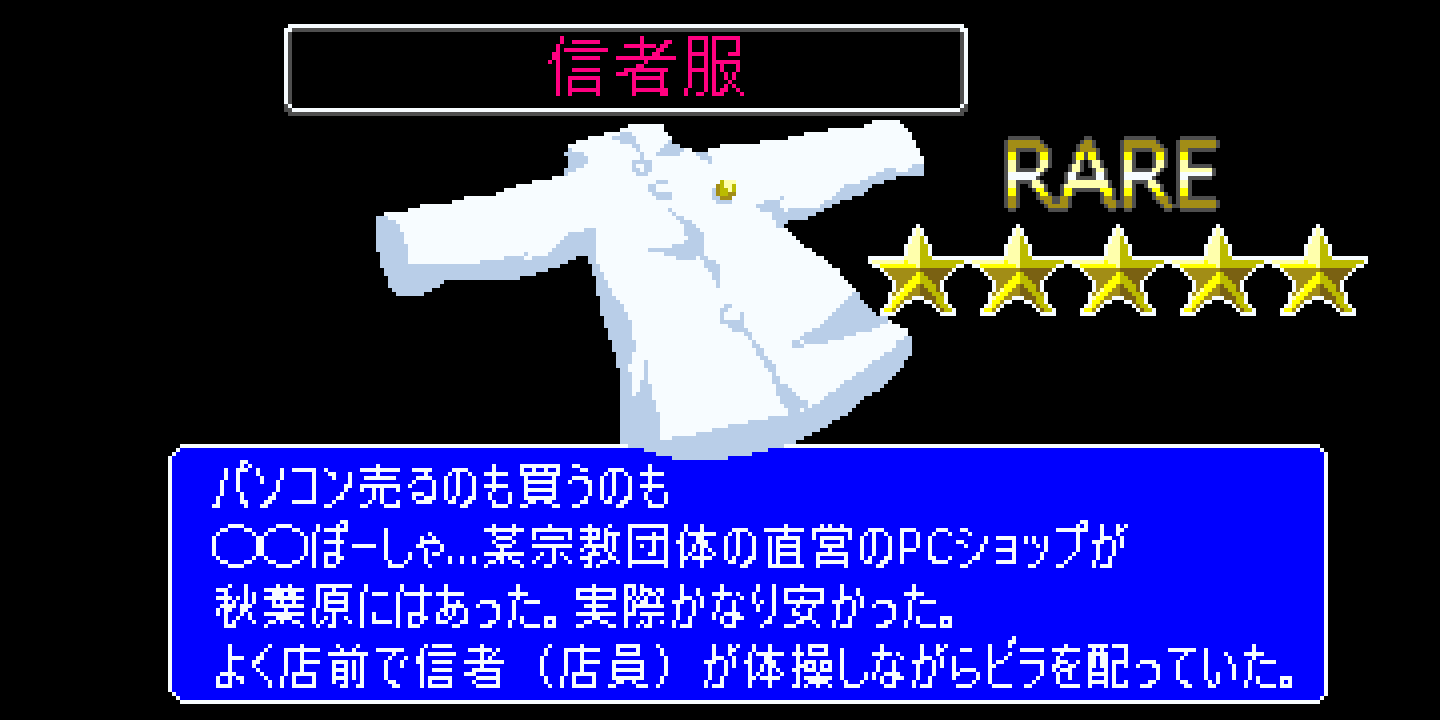 信者服
RARE
パソコン売るのも買うのも
◯◯ぽーしゃ…某宗教団体の直営のPCショップが
秋葉原にはあった。実際かなり安かった。
よく店前で信者（店員）が体操しながらビラを配っていた。